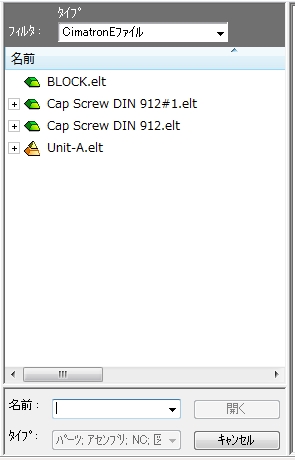 ﾀｲﾌﾟ
ﾌｨﾙﾀ： CimatronEﾌｧｲﾙ
名前
BLOCK.elt
Cap Screw DIN 912#1.elt
Cap Screw DIN 912.elt
Unit-A.elt
名前： 開く
ﾀｲﾌﾟ： ﾊﾟｰﾂ; ｱｾﾝﾌﾞﾘ; NC; 図 ｷｬﾝｾﾙ